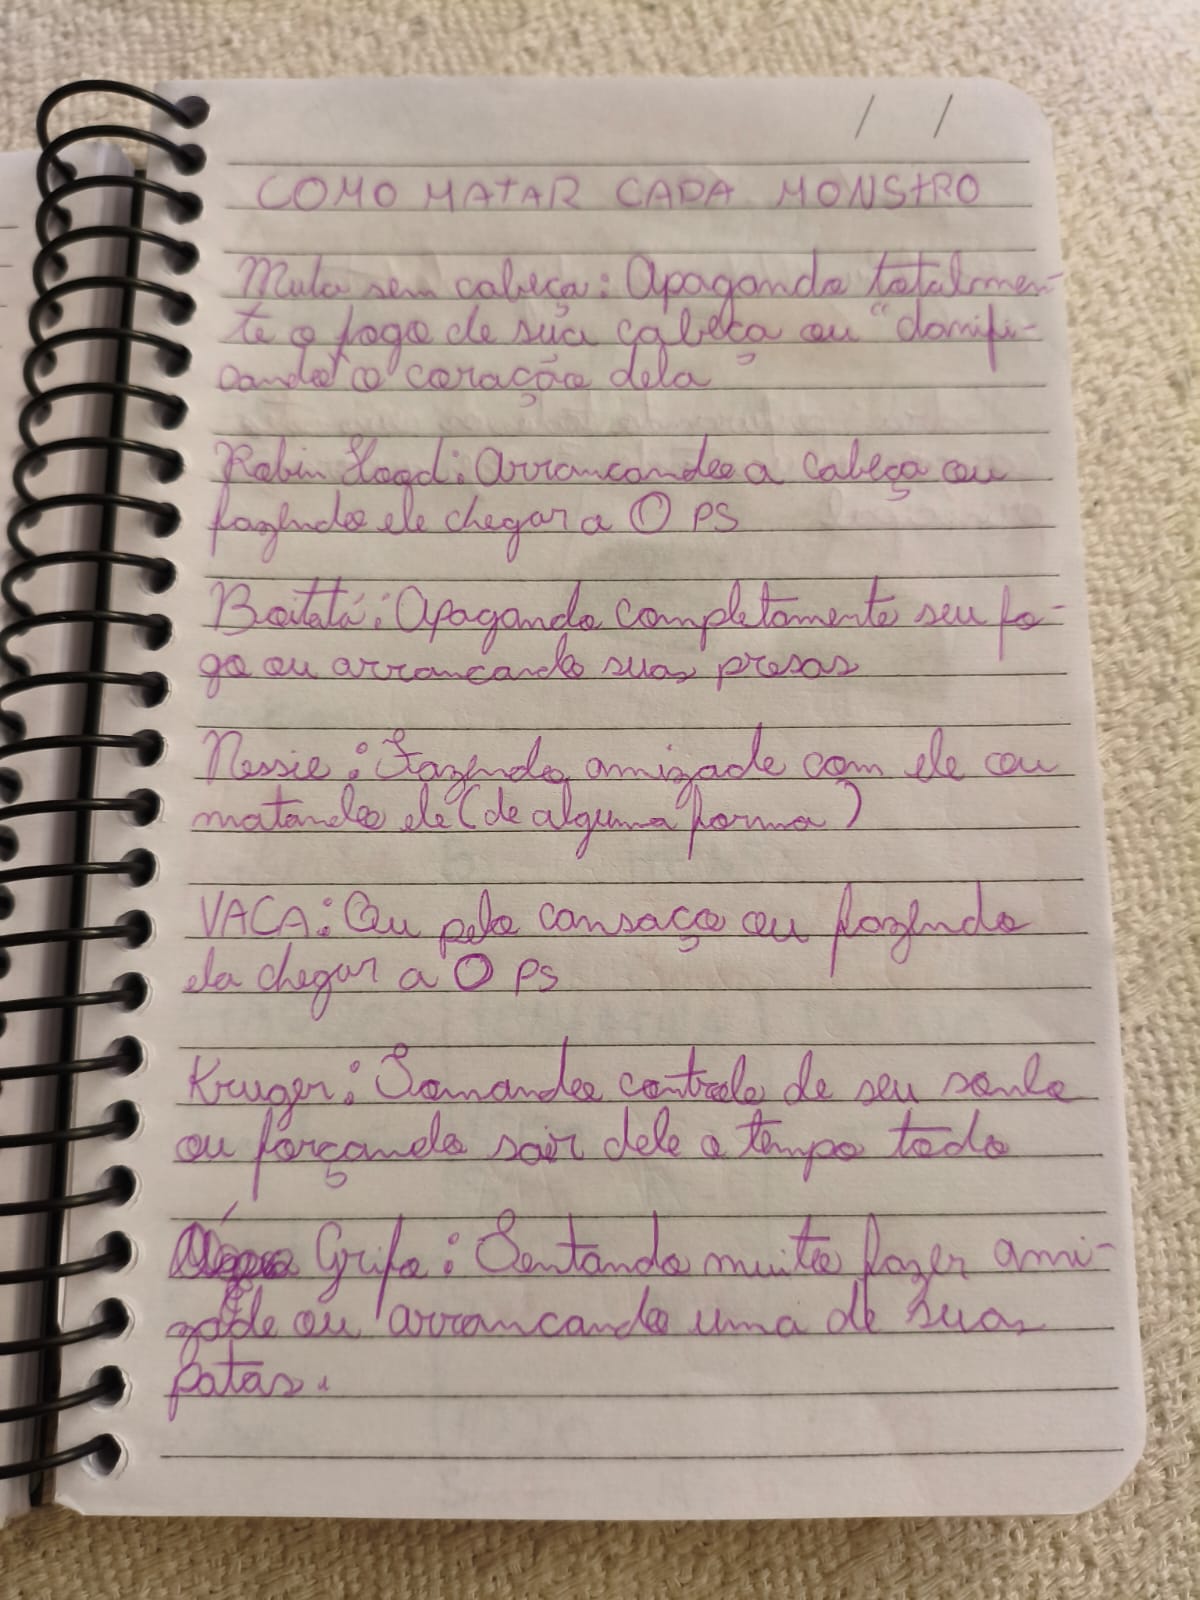 / /
COMO MATAR CADA MONSTRO
Mula sem cabeça: Apagando totalmen-
te o fogo de sua cabeça ou "danifi-
cando" o coração dela
Robin Hood: Arrancando a cabeça ou
fazendo ele chegar a 0 PS
Boitatá: Apagando completamente seu fo-
go ou arrancando suas presas
Nessie: Fazendo amizade com ele ou
matando ele (de alguma forma)
VACA: Ou pelo cansaço ou fazendo
ela chegar a 0 PS
Kruger: Tomando controle de seu sonho
ou forçando sair dele o tempo todo
Grifo: Tentando muito fazer ami-
zade ou arrancando uma de suas
patas.